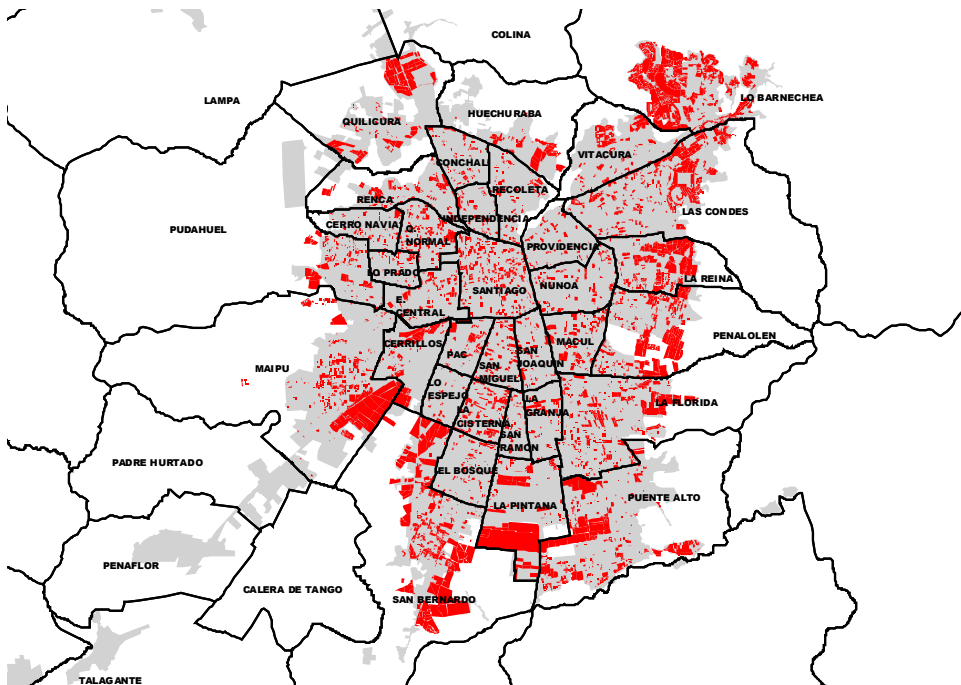 COLINA
LAMPA
LO BARNECHEA
HUECHURABA
QUILICURA
VITACURA
CONCHALI
RECOLETA
RENCA
LAS CONDES
INDEPENDENCIA
CERRO NAVIA
PUDAHUEL
Q.
NORMAL
PROVIDENCIA
LO PRADO
LA REINA
NUNOA
SANTIAGO
E.
CENTRAL
PENALOLEN
CERRILLOS
MACUL
PAC
SAN
JOAQUIN
SAN
MIGUEL
MAIPU
LO
ESPEJO
LA
GRANJA
LA FLORIDA
LA
CISTERNA
SAN
RAMON
PADRE HURTADO
EL BOSQUE
PUENTE ALTO
LA PINTANA
PENAFLOR
CALERA DE TANGO
SAN BERNARDO
TALAGANTE